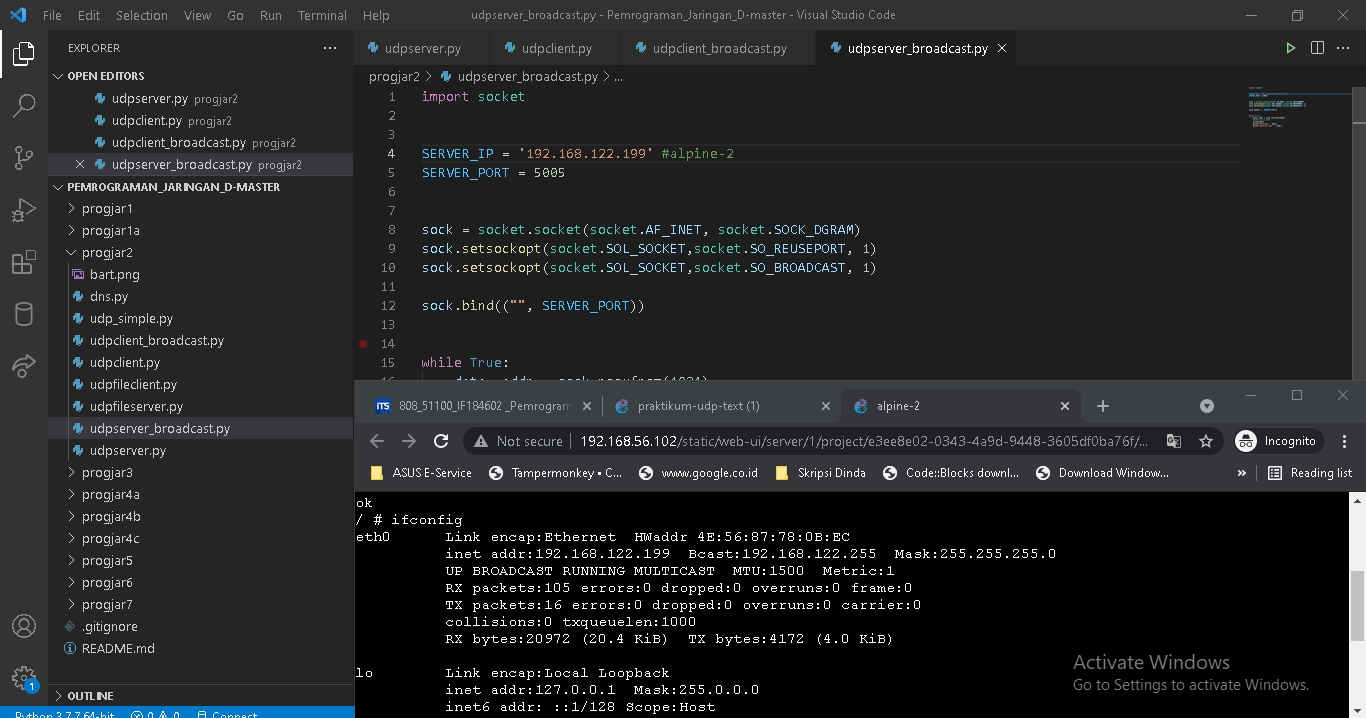 File Edit Selection View Go Run Terminal Help
udpserver_broadcast.py - Pemrograman_Jaringan_D-master - Visual Studio Code
EXPLORER
OPEN EDITORS
udpserver.py progjar2
udpclient.py progjar2
udpclient_broadcast.py progjar2
udpserver_broadcast.py progjar2
PEMROGRAMAN_JARINGAN_D-MASTER
progjar1
progjar1a
progjar2
bart.png
dns.py
udp_simple.py
udpclient_broadcast.py
udpclient.py
udpfileclient.py
udpfileserver.py
udpserver_broadcast.py
udpserver.py
progjar3
progjar4a
progjar4b
progjar4c
progjar5
progjar6
progjar7
.gitignore
README.md
OUTLINE
1
Python 3.7.7 64-bit 0 0 Connect
udpserver.py udpclient.py udpclient_broadcast.py udpserver_broadcast.py
progjar2 > udpserver_broadcast.py > ...
1 import socket
2
3
4 SERVER_IP = '192.168.122.199' #alpine-2
5 SERVER_PORT = 5005
6
7
8 sock = socket.socket(socket.AF_INET, socket.SOCK_DGRAM)
9 sock.setsockopt(socket.SOL_SOCKET,socket.SO_REUSEPORT, 1)
10 sock.setsockopt(socket.SOL_SOCKET,socket.SO_BROADCAST, 1)
11
12 sock.bind(("", SERVER_PORT))
13
14
15 while True:
808_51100_IF184602 _Pemrogram praktikum-udp-text (1) alpine-2
Not secure 192.168.56.102/static/web-ui/server/1/project/e3ee8e02-0343-4a9d-9448-3605df0ba76f/... Incognito
ASUS E-Service Tampermonkey • C... www.google.co.id Skripsi Dinda Code::Blocks downl... Download Window... » Reading list
ok
/ # ifconfig
eth0 Link encap:Ethernet HWaddr 4E:56:87:78:0B:EC
inet addr:192.168.122.199 Bcast:192.168.122.255 Mask:255.255.255.0
UP BROADCAST RUNNING MULTICAST MTU:1500 Metric:1
RX packets:105 errors:0 dropped:0 overruns:0 frame:0
TX packets:16 errors:0 dropped:0 overruns:0 carrier:0
collisions:0 txqueuelen:1000
RX bytes:20972 (20.4 KiB) TX bytes:4172 (4.0 KiB)
lo Link encap:Local Loopback
inet addr:127.0.0.1 Mask:255.0.0.0
inet6 addr: ::1/128 Scope:Host
Activate Windows
Go to Settings to activate Windows.